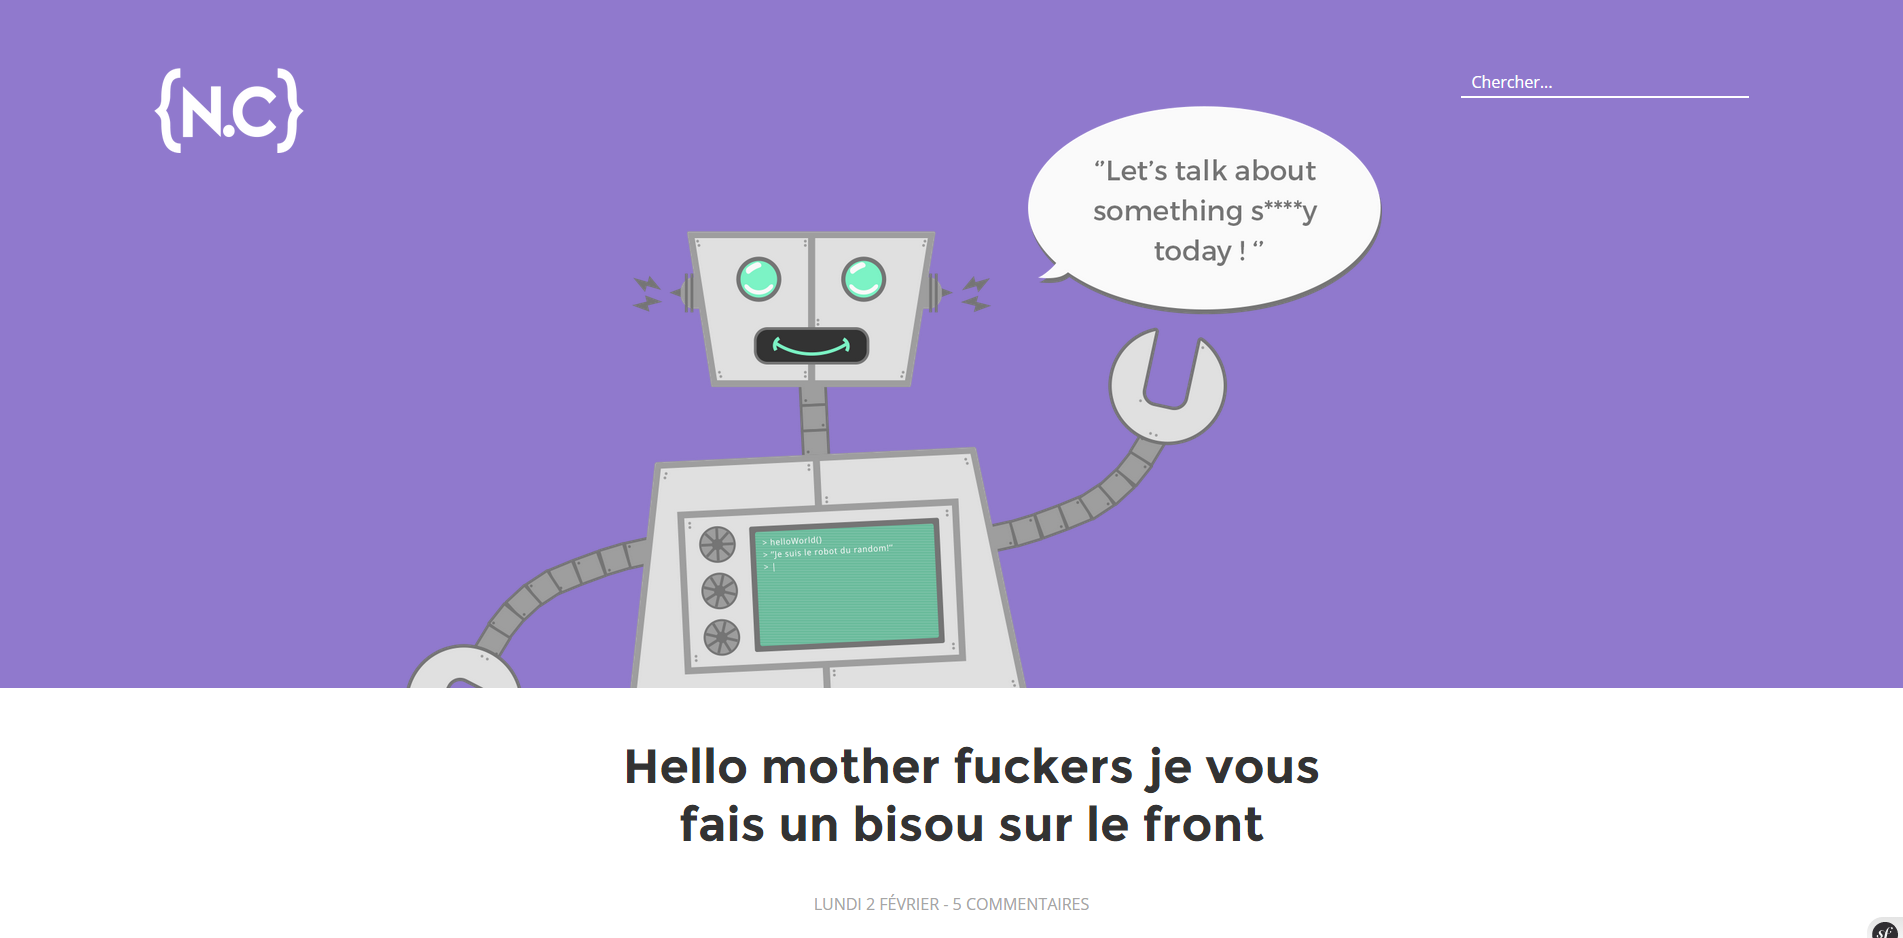 {N.C}
Chercher...
“Let’s talk about
something s****y
today ! “
> helloWorld()
> "Je suis le robot du random!"
> |
Hello mother fuckers je vous
fais un bisou sur le front
LUNDI 2 FÉVRIER - 5 COMMENTAIRES
sf